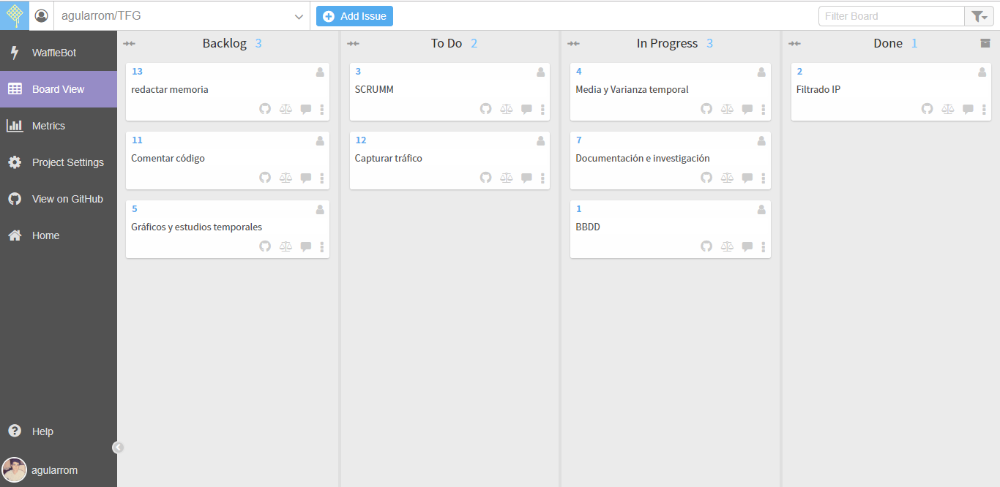 agularrom/TFG
Add Issue
Filter Board
WaffleBot
Board View
Metrics
Project Settings
View on GitHub
Home
Help
agularrom
Backlog 3
13
redactar memoria
11
Comentar código
5
Gráficos y estudios temporales
To Do 2
3
SCRUMM
12
Capturar tráfico
In Progress 3
4
Media y Varianza temporal
7
Documentación e investigación
1
BBDD
Done 1
2
Filtrado IP